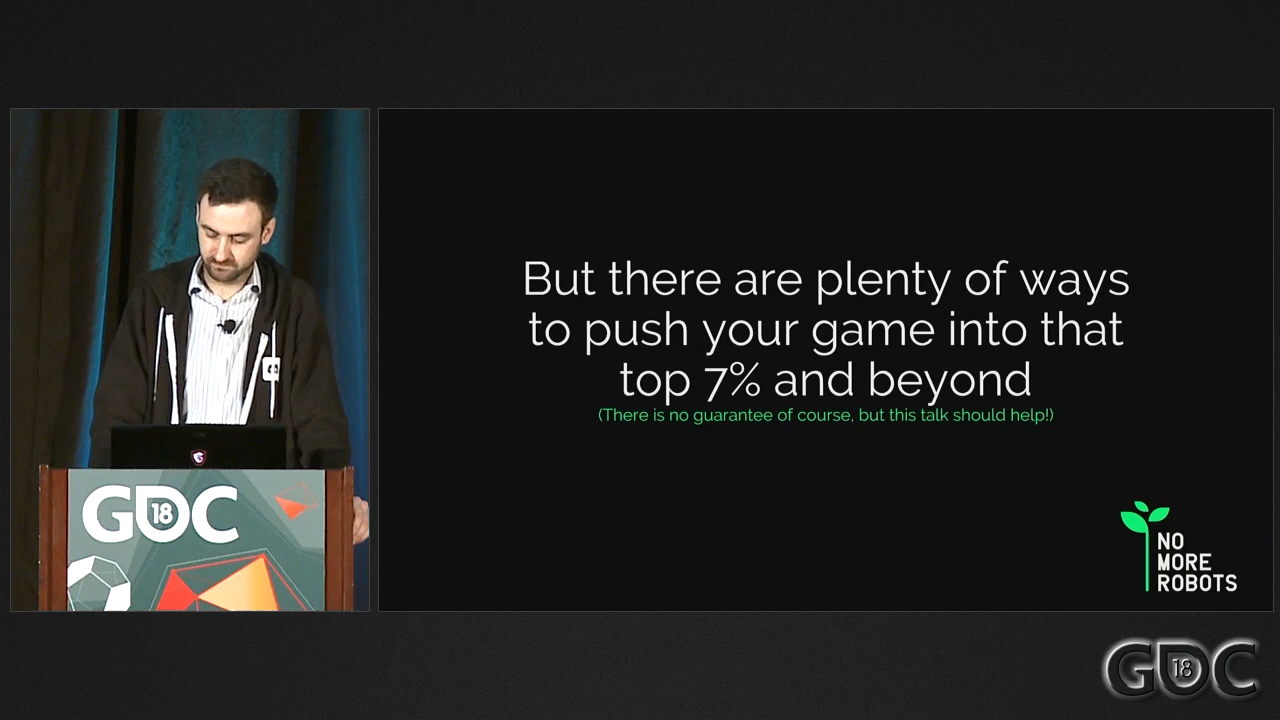 But there are plenty of ways
to push your game into that
top 7% and beyond
(There is no guarantee of course, but this talk should help!)
NO
MORE
ROBOTS
GDC
18
GDC
18